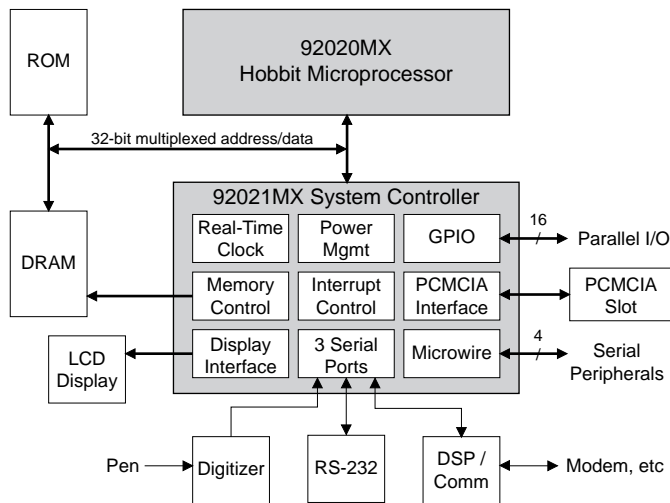 ROM
92020MX
Hobbit Microprocessor
32-bit multiplexed address/data
92021MX System Controller
Real-Time
Clock
Power
Mgmt
GPIO
16
Parallel I/O
DRAM
Memory
Control
Interrupt
Control
PCMCIA
Interface
PCMCIA
Slot
LCD
Display
Display
Interface
3 Serial
Ports
Microwire
4
Serial
Peripherals
Pen
Digitizer
RS-232
DSP /
Comm
Modem, etc